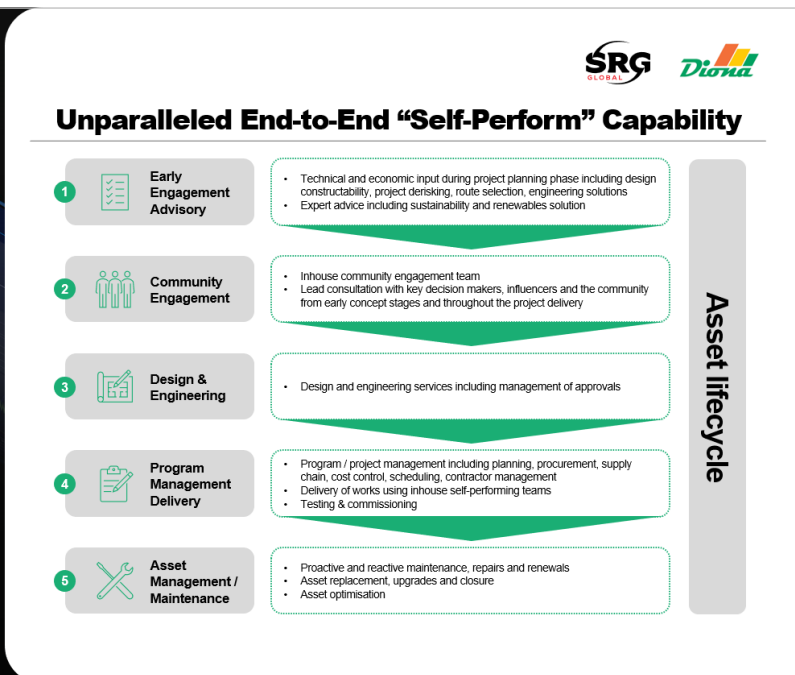 SRG
GLOBAL
Diona
Unparalleled End-to-End “Self-Perform” Capability
1
Early
Engagement
Advisory
• Technical and economic input during project planning phase including design
constructability, project derisking, route selection, engineering solutions
• Expert advice including sustainability and renewables solution
2
Community
Engagement
• Inhouse community engagement team
• Lead consultation with key decision makers, influencers and the community
from early concept stages and throughout the project delivery
3
Design &
Engineering
• Design and engineering services including management of approvals
4
Program
Management
Delivery
• Program / project management including planning, procurement, supply
chain, cost control, scheduling, contractor management
• Delivery of works using inhouse self-performing teams
• Testing & commissioning
5
Asset
Management /
Maintenance
• Proactive and reactive maintenance, repairs and renewals
• Asset replacement, upgrades and closure
• Asset optimisation
Asset lifecycle